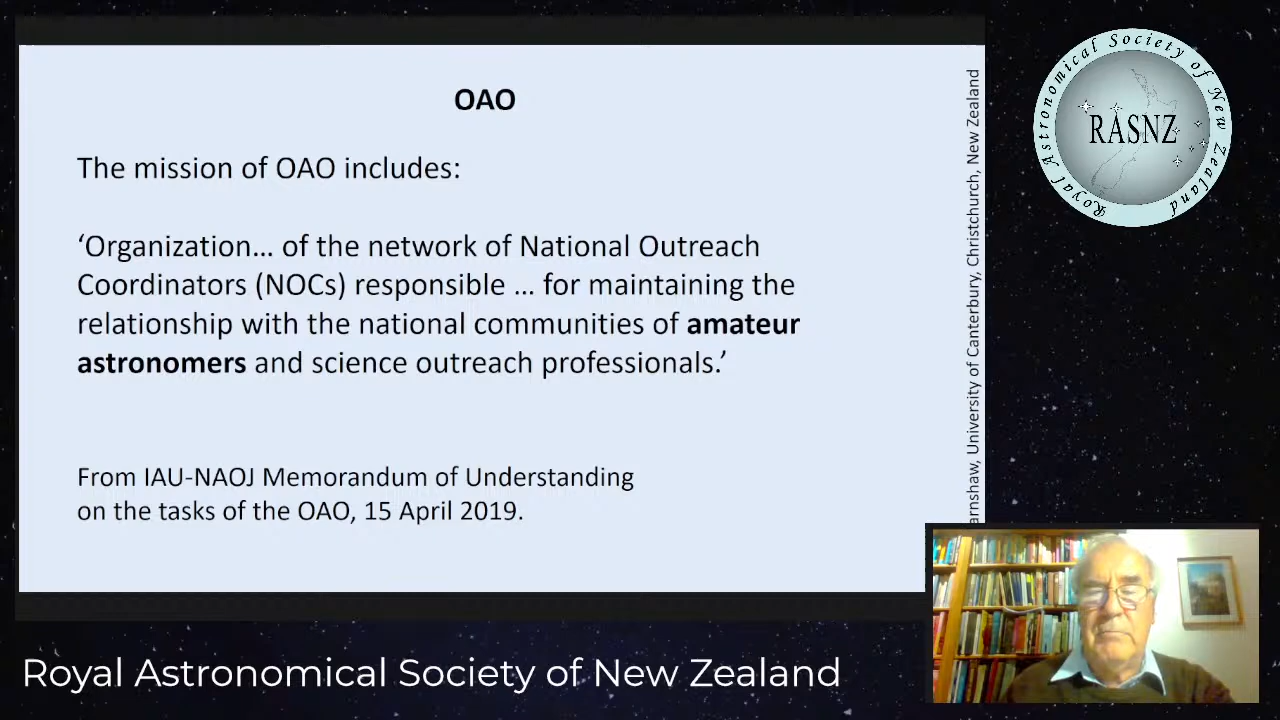 OAO
The mission of OAO includes:
‘Organization... of the network of National Outreach
Coordinators (NOCs) responsible ... for maintaining the
relationship with the national communities of amateur
astronomers and science outreach professionals.’
From IAU-NAOJ Memorandum of Understanding
on the tasks of the OAO, 15 April 2019.
arnshaw, University of Canterbury, Christchurch, New Zealand
Royal Astronomical Society of New Zealand
RASNZ
Royal Astronomical Society of New Zealand